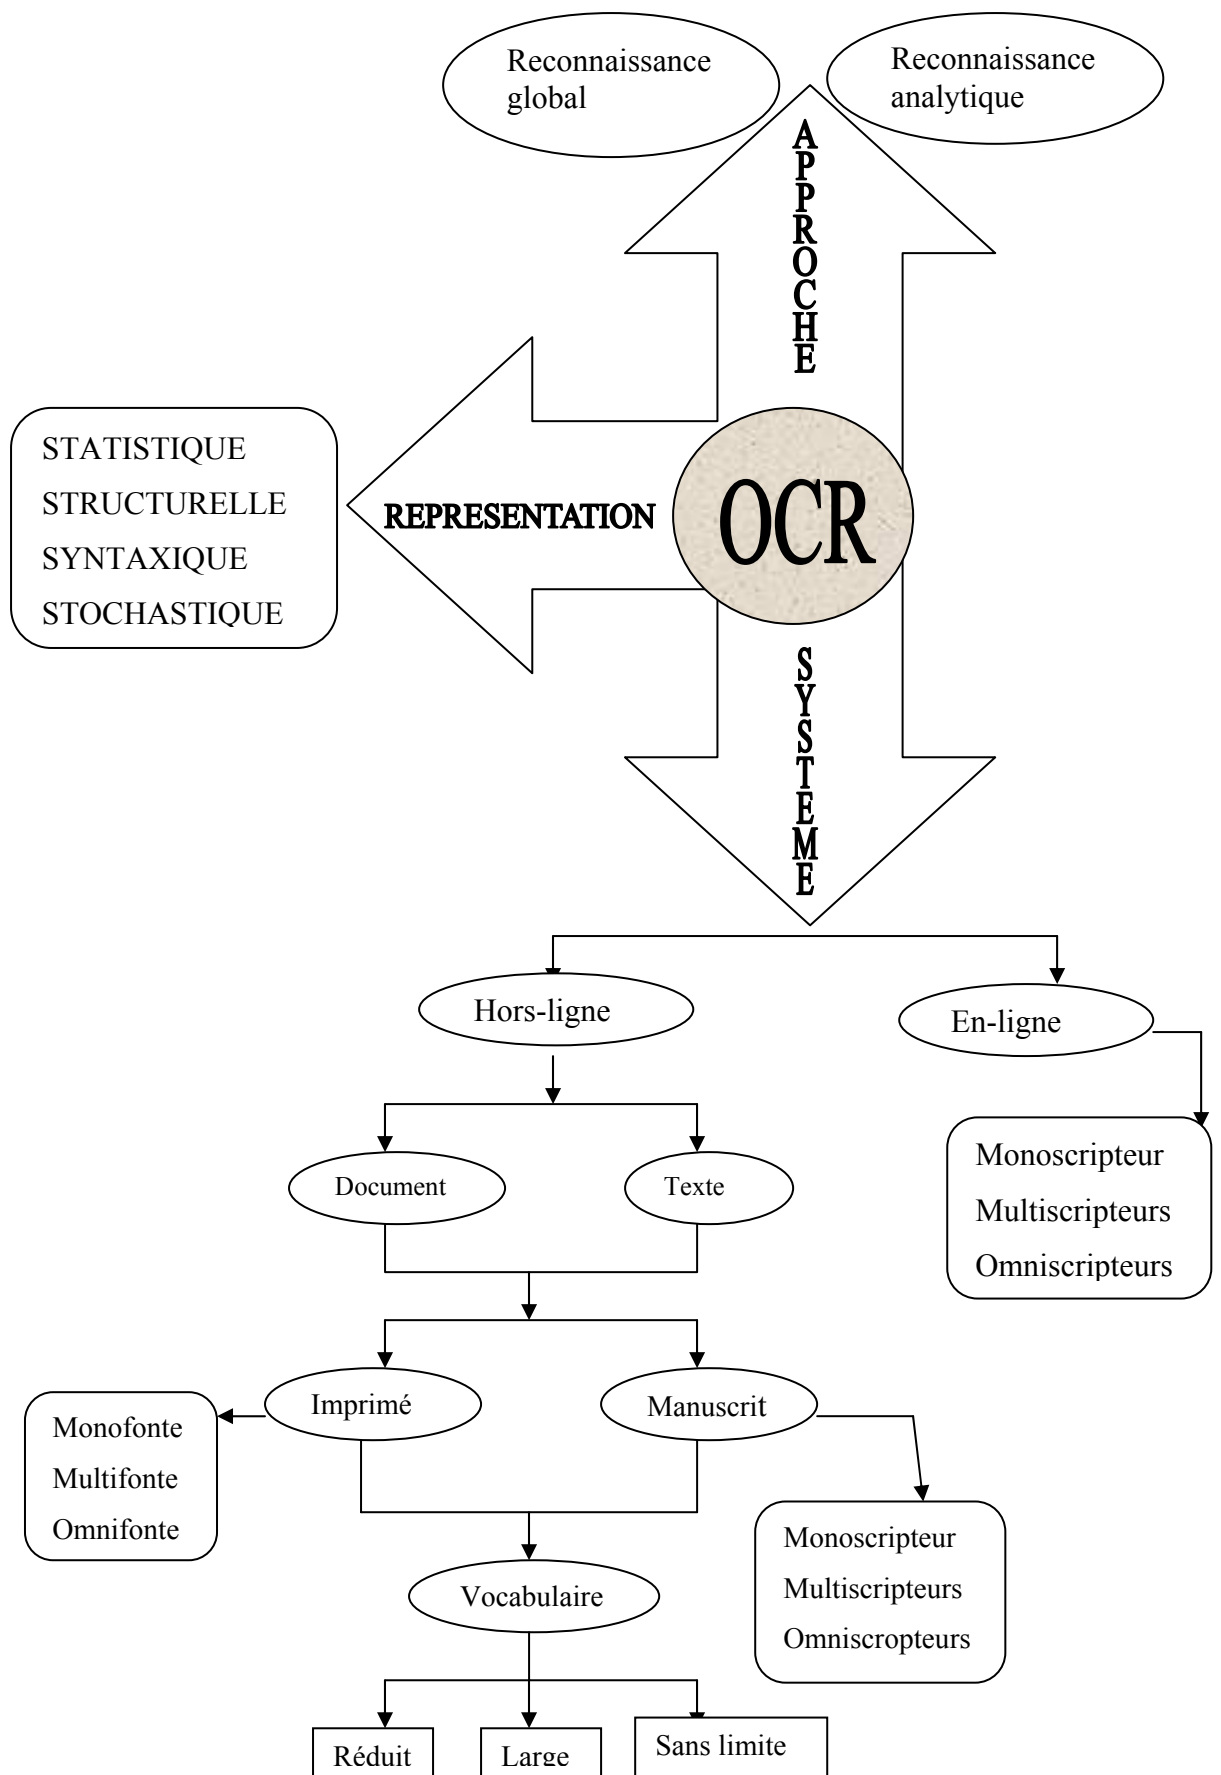 Reconnaissance
global
Reconnaissance
analytique
APPROCHE
STATISTIQUE
STRUCTURELLE
SYNTAXIQUE
STOCHASTIQUE
REPRESENTATION
OCR
SYSTEME
Hors-ligne
En-ligne
Document
Texte
Monoscripteur
Multiscripteurs
Omniscripteurs
Imprimé
Manuscrit
Monofonte
Multifonte
Omnifonte
Monoscripteur
Multiscripteurs
Omniscropteurs
Vocabulaire
Réduit
Large
Sans limite